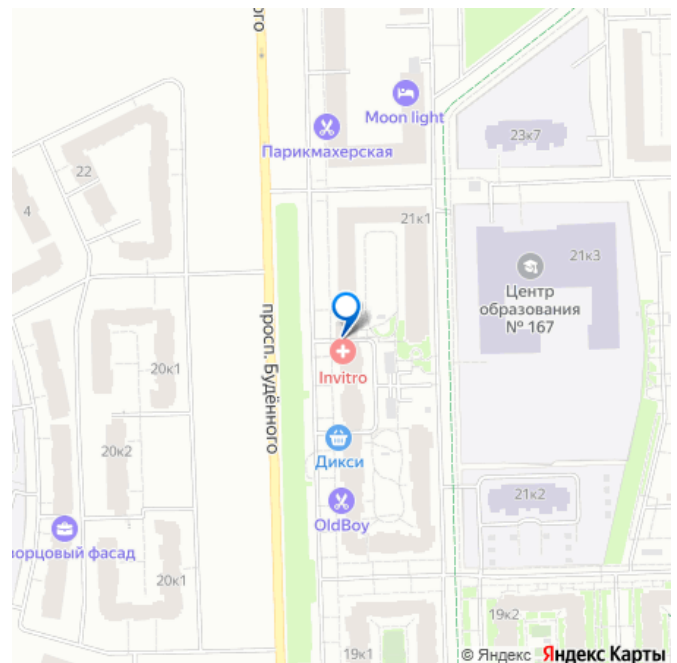 ого
Moon light
Парикмахерская
23к7
22
4
21к1
21к3
Центр
образования
№ 167
просп. Будённого
Invitro
20к1
20к2
Дикси
21к2
OldBoy
ворцовый фасад
20к1
19к2
19к1
© Яндекс Яндекс Карты